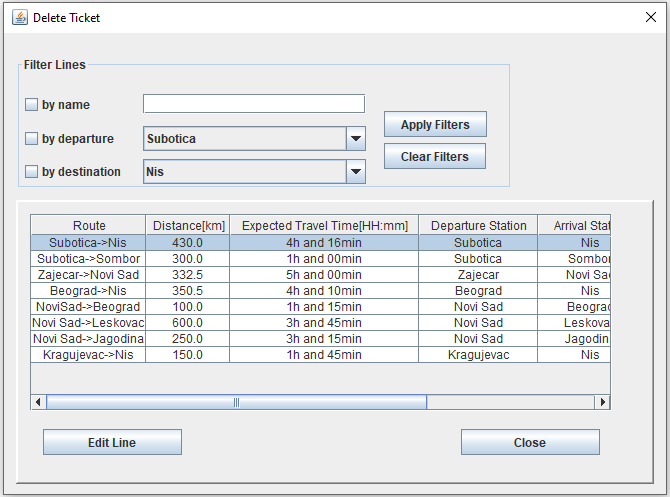 Delete Ticket
Filter Lines
by name
Apply Filters
by departure Subotica
Clear Filters
by destination Nis
Route Distance[km] Expected Travel Time[HH:mm] Departure Station Arrival Stat
Subotica->Nis 430.0 4h and 16min Subotica Nis
Subotica->Sombor 300.0 1h and 00min Subotica Sombor
Zajecar->Novi Sad 332.5 5h and 00min Zajecar Novi Sa
Beograd->Nis 350.5 4h and 10min Beograd Nis
NoviSad->Beograd 100.0 1h and 15min Novi Sad Beograd
Novi Sad->Leskovac 600.0 3h and 45min Novi Sad Leskova
Novi Sad->Jagodina 250.0 3h and 15min Novi Sad Jagodin
Kragujevac->Nis 150.0 1h and 45min Kragujevac Nis
Edit Line Close